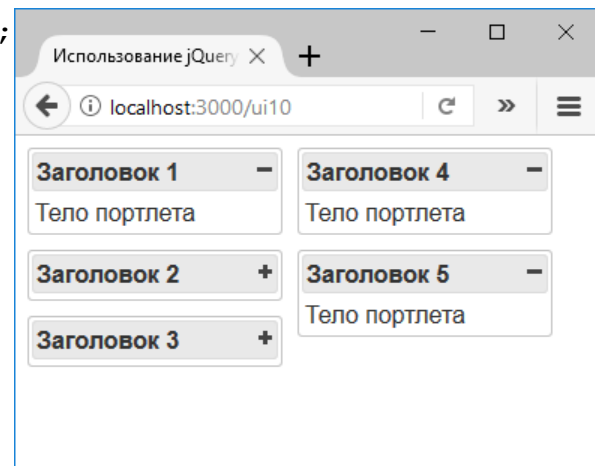 ;
Использование jQuery
localhost:3000/ui10
Заголовок 1
Тело портлета
Заголовок 2
Заголовок 3
Заголовок 4
Тело портлета
Заголовок 5
Тело портлета